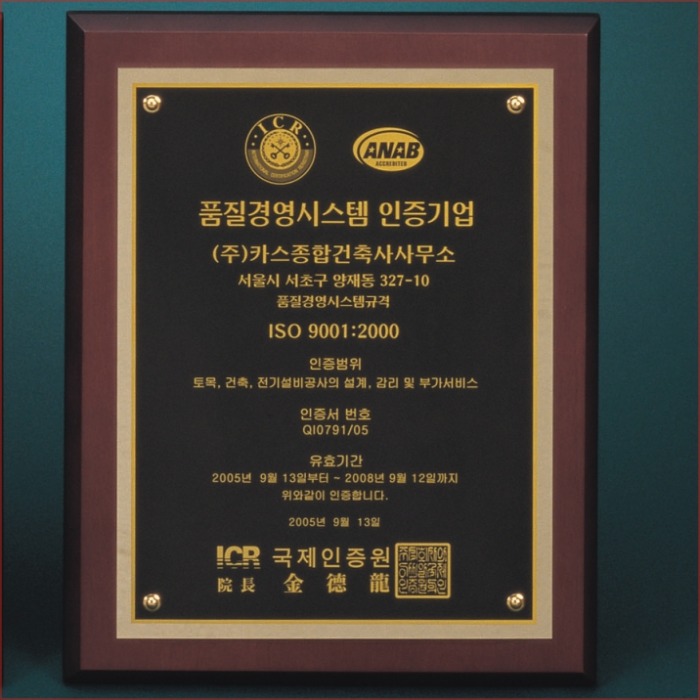 ICR
ANAB
ACCREDITED
품질경영시스템 인증기업
(주)카스종합건축사사무소
서울시 서초구 양재동 327-10
품질경영시스템규격
ISO 9001:2000
인증범위
토목, 건축, 전기설비공사의 설계, 감리 및 부가서비스
인증서 번호
QI0791/05
유효기간
2005년 9월 13일부터 ~ 2008년 9월 12일까지
위와같이 인증합니다.
2005년 9월 13일
ICR 국제인증원
院長 金德龍